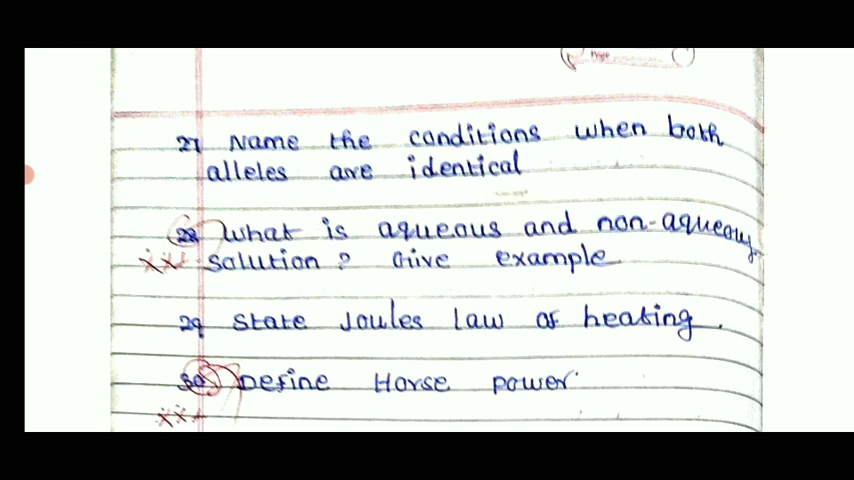 27 Name the conditions when both
alleles are identical
28 What is aqueous and non-aqueous
solution? Give example
29 State Joules law of heating.
30 Define Horse power.